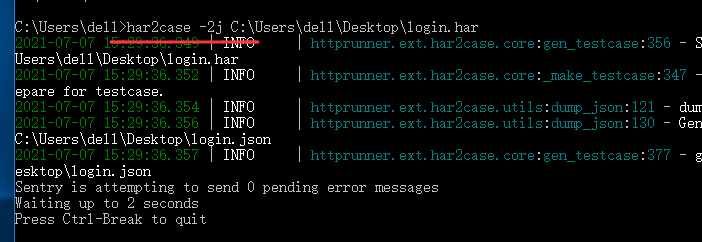 C:\Users\dell>har2case -2j C:\Users\dell\Desktop\login.har
2021-07-07 15:29:36.349 | INFO     | httprunner.ext.har2case.core:gen_testcase:356 - S
Users\dell\Desktop\login.har
2021-07-07 15:29:36.352 | INFO     | httprunner.ext.har2case.core:_make_testcase:347 -
epare for testcase.
2021-07-07 15:29:36.354 | INFO     | httprunner.ext.har2case.utils:dump_json:121 - dum
2021-07-07 15:29:36.356 | INFO     | httprunner.ext.har2case.utils:dump_json:130 - Gen
C:\Users\dell\Desktop\login.json
2021-07-07 15:29:36.357 | INFO     | httprunner.ext.har2case.core:gen_testcase:377 - g
esktop\login.json
Sentry is attempting to send 0 pending error messages
Waiting up to 2 seconds
Press Ctrl-Break to quit